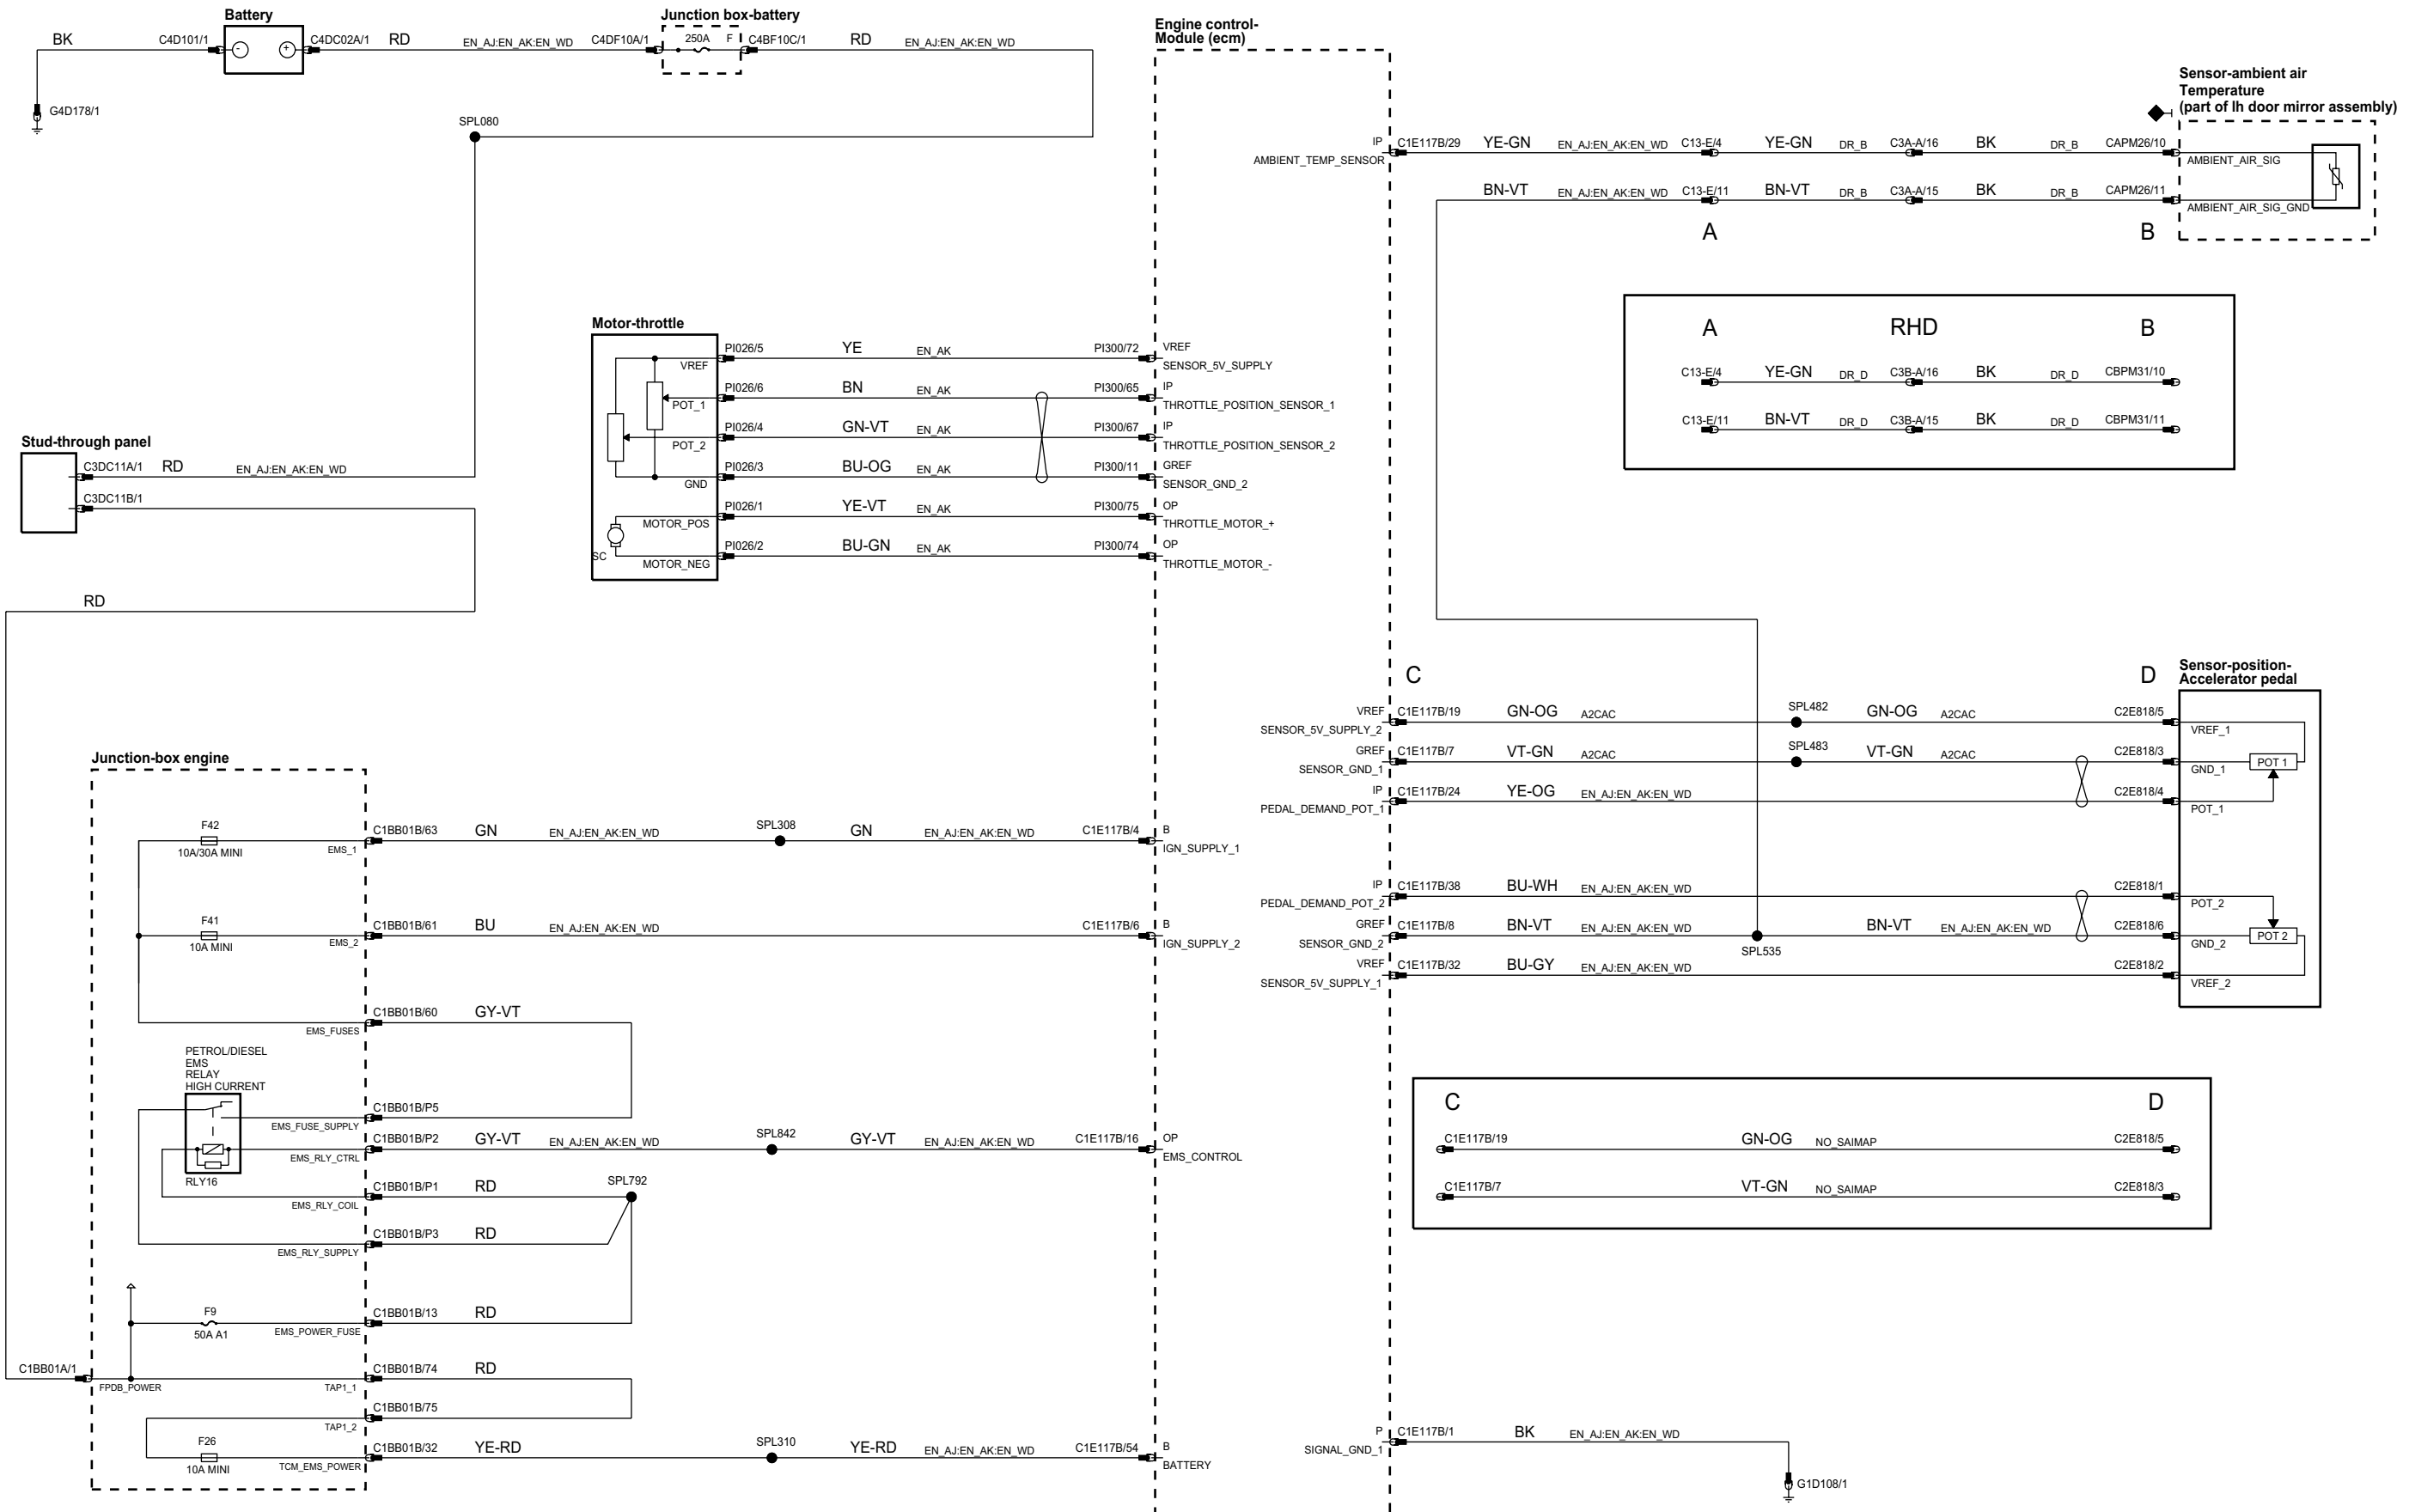 Battery
BK
C4D101/1
-
+
C4DC02A/1
RD
EN_AJ:EN_AK:EN_WD
G4D178/1
Junction box-battery
C4DF10A/1
250A
F
C4BF10C/1
RD
EN_AJ:EN_AK:EN_WD
SPL080
Stud-through panel
C3DC11A/1
RD
EN_AJ:EN_AK:EN_WD
C3DC11B/1
RD
Motor-throttle
VREF
PI026/5
YE
EN_AK
PI300/72
VREF
SENSOR_5V_SUPPLY
POT_1
PI026/6
BN
EN_AK
PI300/65
IP
THROTTLE_POSITION_SENSOR_1
POT_2
PI026/4
GN-VT
EN_AK
PI300/67
IP
THROTTLE_POSITION_SENSOR_2
GND
PI026/3
BU-OG
EN_AK
PI300/11
GREF
SENSOR_GND_2
MOTOR_POS
PI026/1
YE-VT
EN_AK
PI300/75
OP
THROTTLE_MOTOR_+
SC
MOTOR_NEG
PI026/2
BU-GN
EN_AK
PI300/74
OP
THROTTLE_MOTOR_-
Engine control-
Module (ecm)
Junction-box engine
F42
10A/30A MINI
EMS_1
C1BB01B/63
GN
EN_AJ:EN_AK:EN_WD
SPL308
GN
EN_AJ:EN_AK:EN_WD
C1E117B/4
B
IGN_SUPPLY_1
F41
10A MINI
EMS_2
C1BB01B/61
BU
EN_AJ:EN_AK:EN_WD
C1E117B/6
B
IGN_SUPPLY_2
EMS_FUSES
C1BB01B/60
GY-VT
PETROL/DIESEL
EMS
RELAY
HIGH CURRENT
RLY16
EMS_FUSE_SUPPLY
C1BB01B/P5
EMS_RLY_CTRL
C1BB01B/P2
GY-VT
EN_AJ:EN_AK:EN_WD
SPL842
GY-VT
EN_AJ:EN_AK:EN_WD
C1E117B/16
OP
EMS_CONTROL
EMS_RLY_COIL
C1BB01B/P1
RD
SPL792
EMS_RLY_SUPPLY
C1BB01B/P3
RD
F9
50A A1
EMS_POWER_FUSE
C1BB01B/13
RD
C1BB01A/1
FPDB_POWER
TAP1_1
C1BB01B/74
RD
TAP1_2
C1BB01B/75
F26
10A MINI
TCM_EMS_POWER
C1BB01B/32
YE-RD
SPL310
YE-RD
EN_AJ:EN_AK:EN_WD
C1E117B/54
B
BATTERY
Sensor-ambient air
Temperature
(part of lh door mirror assembly)
IP
AMBIENT_TEMP_SENSOR
C1E117B/29
YE-GN
EN_AJ:EN_AK:EN_WD
C13-E/4
YE-GN
DR_B
C3A-A/16
BK
DR_B
CAPM26/10
AMBIENT_AIR_SIG
BN-VT
EN_AJ:EN_AK:EN_WD
C13-E/11
BN-VT
DR_B
C3A-A/15
BK
DR_B
CAPM26/11
AMBIENT_AIR_SIG_GND
A
B
A
RHD
B
C13-E/4
YE-GN
DR_D
C3B-A/16
BK
DR_D
CBPM31/10
C13-E/11
BN-VT
DR_D
C3B-A/15
BK
DR_D
CBPM31/11
C
D
Sensor-position-
Accelerator pedal
VREF
SENSOR_5V_SUPPLY_2
C1E117B/19
GN-OG
A2CAC
SPL482
GN-OG
A2CAC
C2E818/5
VREF_1
GREF
SENSOR_GND_1
C1E117B/7
VT-GN
A2CAC
SPL483
VT-GN
A2CAC
C2E818/3
GND_1
POT 1
IP
PEDAL_DEMAND_POT_1
C1E117B/24
YE-OG
EN_AJ:EN_AK:EN_WD
C2E818/4
POT_1
IP
PEDAL_DEMAND_POT_2
C1E117B/38
BU-WH
EN_AJ:EN_AK:EN_WD
C2E818/1
POT_2
GREF
SENSOR_GND_2
C1E117B/8
BN-VT
EN_AJ:EN_AK:EN_WD
SPL535
BN-VT
EN_AJ:EN_AK:EN_WD
C2E818/6
GND_2
POT 2
VREF
SENSOR_5V_SUPPLY_1
C1E117B/32
BU-GY
EN_AJ:EN_AK:EN_WD
C2E818/2
VREF_2
C
D
C1E117B/19
GN-OG
NO_SAIMAP
C2E818/5
C1E117B/7
VT-GN
NO_SAIMAP
C2E818/3
P
SIGNAL_GND_1
C1E117B/1
BK
EN_AJ:EN_AK:EN_WD
G1D108/1